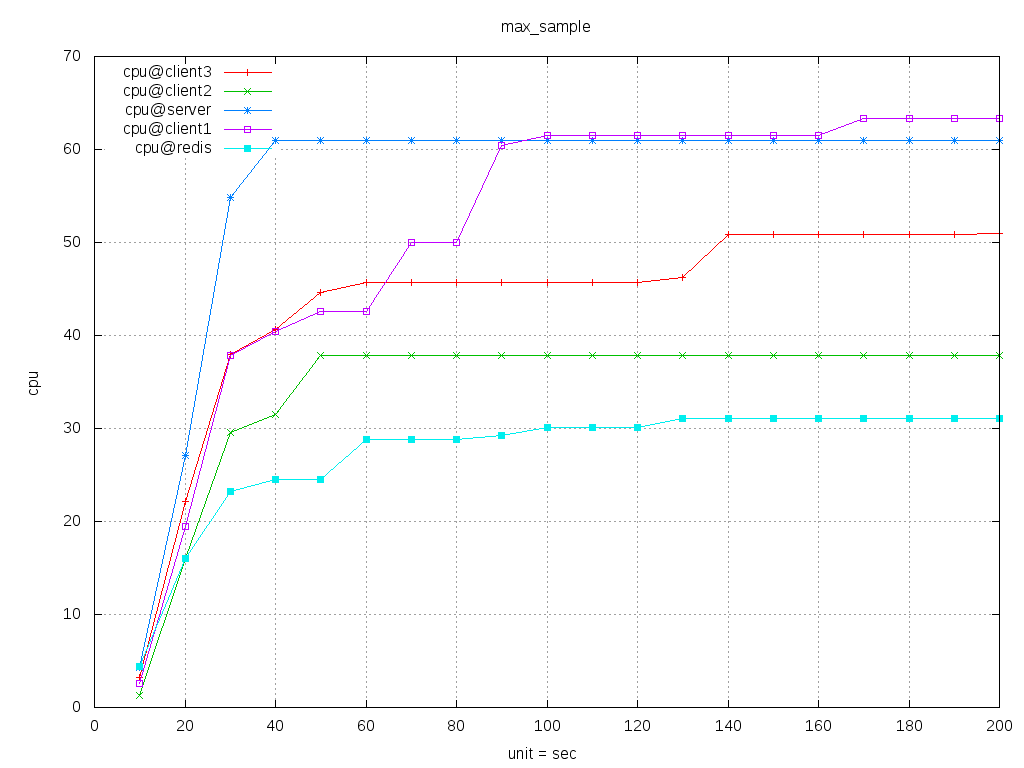 max_sample
70
60
50
40
30
20
10
0
cpu
cpu@client3
cpu@client2
cpu@server
cpu@client1
cpu@redis
0 20 40 60 80 100 120 140 160 180 200
unit = sec